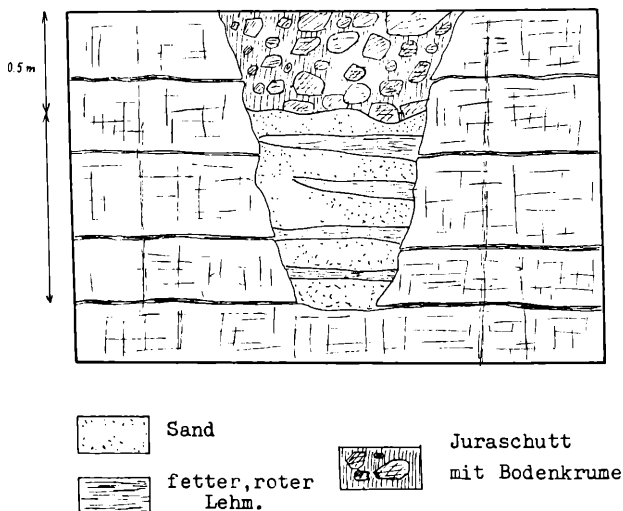 0.5 m
Sand
fetter,roter
Lehm.
Juraschutt
mit Bodenkrume